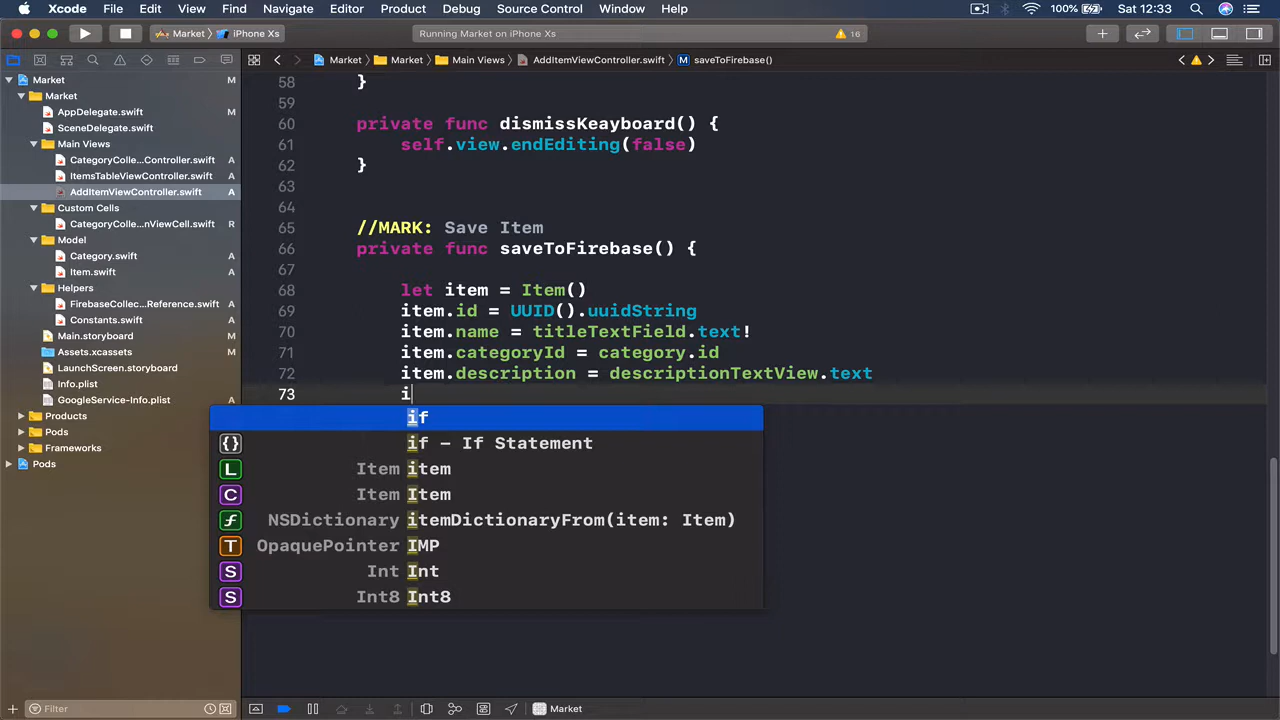 Xcode File Edit View Find Navigate Editor Product Debug Source Control Window Help 100% Sat 12:33
Market iPhone Xs Running Market on iPhone Xs 16
Market Market Main Views AddItemViewController.swift M saveToFirebase()
Market M
Market
AppDelegate.swift M
SceneDelegate.swift
Main Views
CategoryColle...Controller.swift A
ItemsTableViewController.swift A
AddItemViewController.swift A
Custom Cells
CategoryColle...nViewCell.swift R
Model
Category.swift A
Item.swift A
Helpers
FirebaseCollec...Reference.swift A
Constants.swift A
Main.storyboard M
Assets.xcassets M
LaunchScreen.storyboard
Info.plist
GoogleService-Info.plist A
Products
Pods
Frameworks
Pods
58 }
59
60 private func dismissKeayboard() {
61 self.view.endEditing(false)
62 }
63
64
65 //MARK: Save Item
66 private func saveToFirebase() {
67
68 let item = Item()
69 item.id = UUID().uuidString
70 item.name = titleTextField.text!
71 item.categoryId = category.id
72 item.description = descriptionTextView.text
73 i
if
{} if – If Statement
L Item item
C Item Item
f NSDictionary itemDictionaryFrom(item: Item)
T OpaquePointer IMP
S Int Int
S Int8 Int8
Filter Market